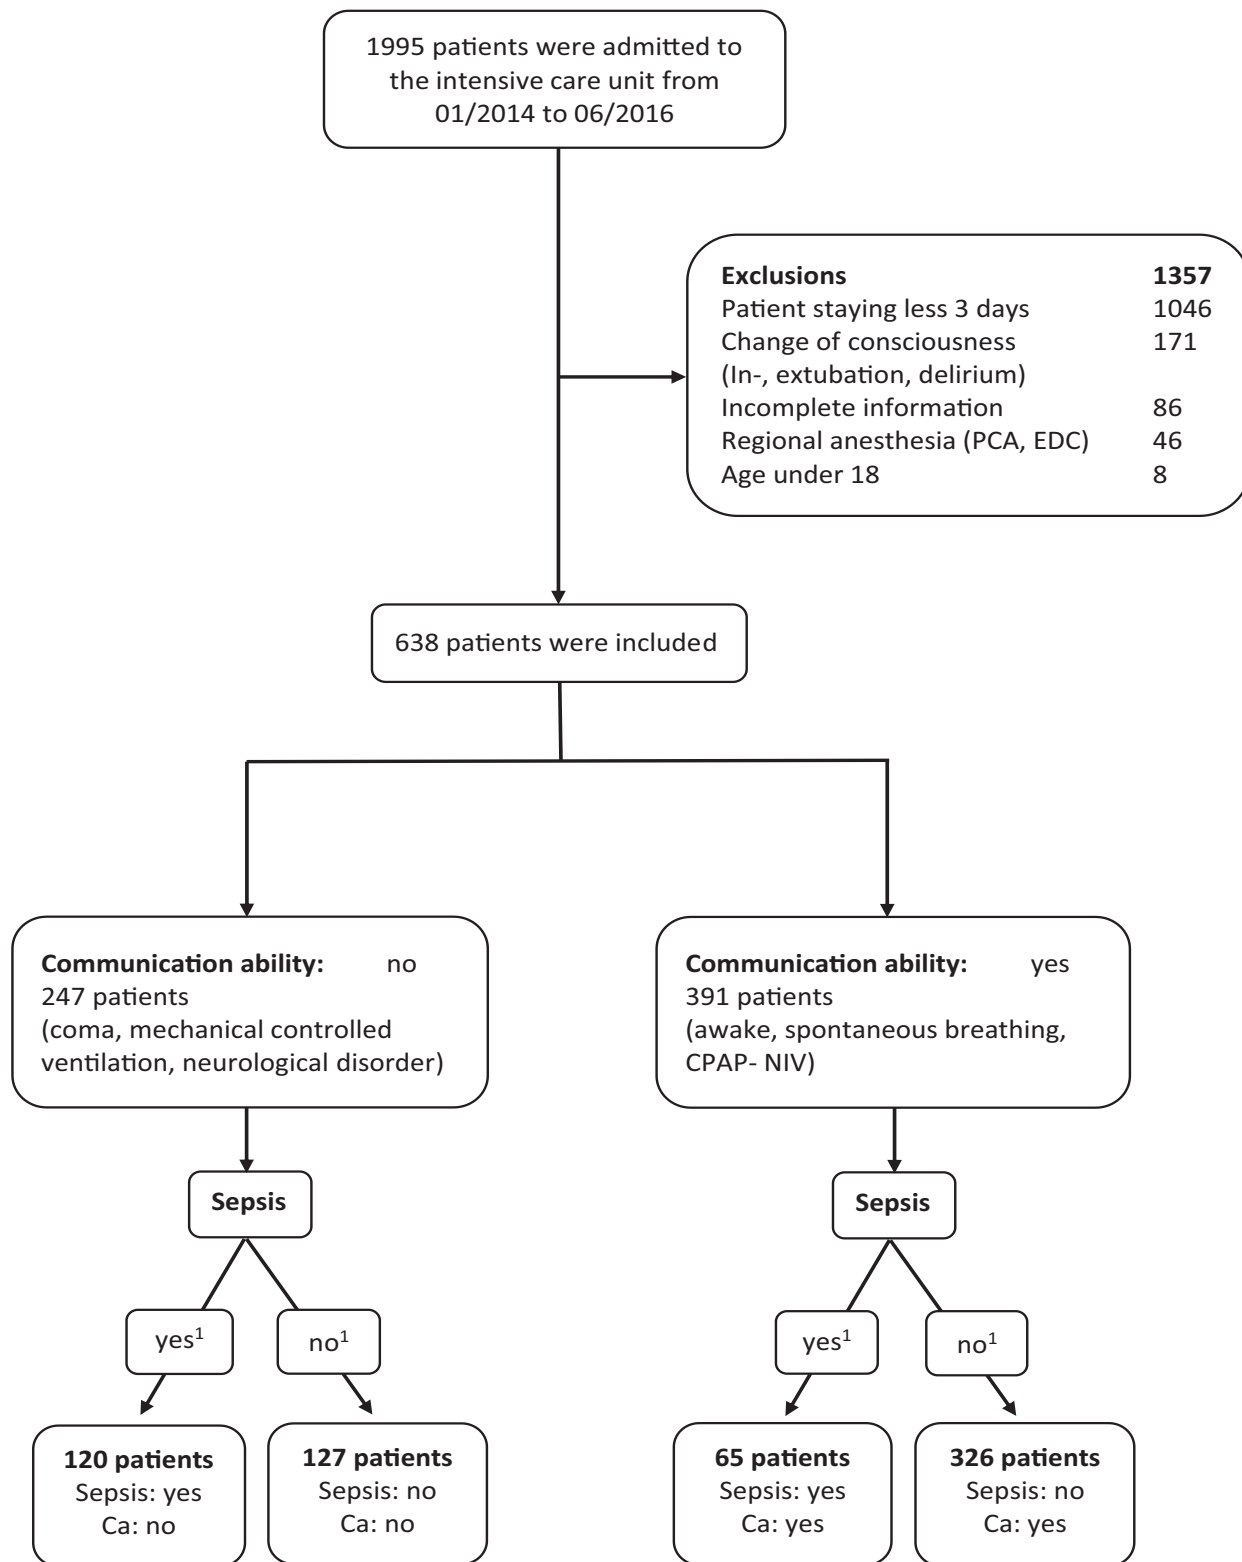 1995 patients were admitted to
the intensive care unit from
01/2014 to 06/2016
Exclusions 1357
Patient staying less 3 days 1046
Change of consciousness 171
(In-, extubation, delirium)
Incomplete information 86
Regional anesthesia (PCA, EDC) 46
Age under 18 8
638 patients were included
Communication ability: no
247 patients
(coma, mechanical controlled
ventilation, neurological disorder)
Communication ability: yes
391 patients
(awake, spontaneous breathing,
CPAP- NIV)
Sepsis
Sepsis
yes¹
no¹
yes¹
no¹
120 patients
Sepsis: yes
Ca: no
127 patients
Sepsis: no
Ca: no
65 patients
Sepsis: yes
Ca: yes
326 patients
Sepsis: no
Ca: yes